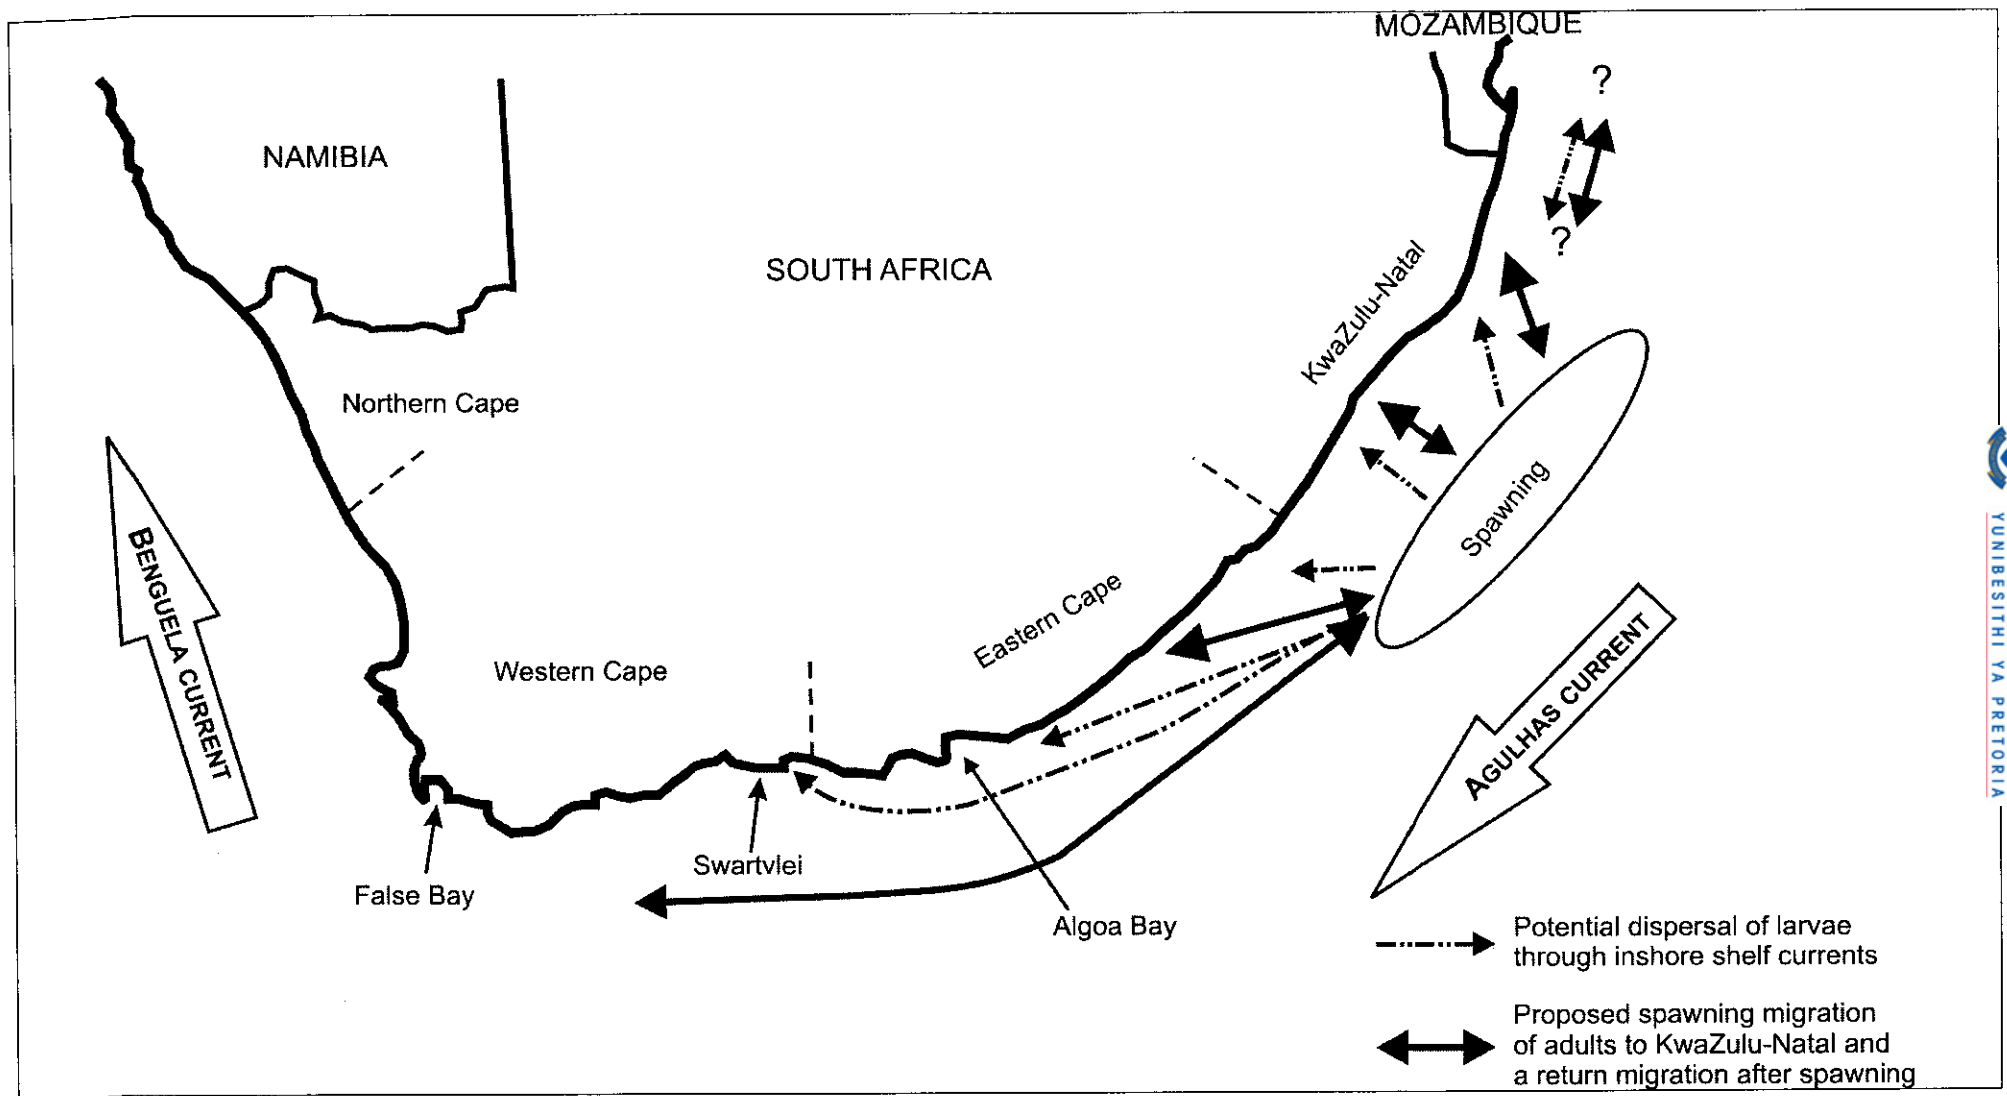 MOZAMBIQUE
?
NAMIBIA
?
SOUTH AFRICA
KwaZulu-Natal
Northern Cape
Spawning
BENGUELA CURRENT
Eastern Cape
Western Cape
AGULHAS CURRENT
Swartvlei
False Bay
Algoa Bay
Potential dispersal of larvae
through inshore shelf currents
Proposed spawning migration
of adults to KwaZulu-Natal and
a return migration after spawning
YUNIBESITHI YA PRETORIA